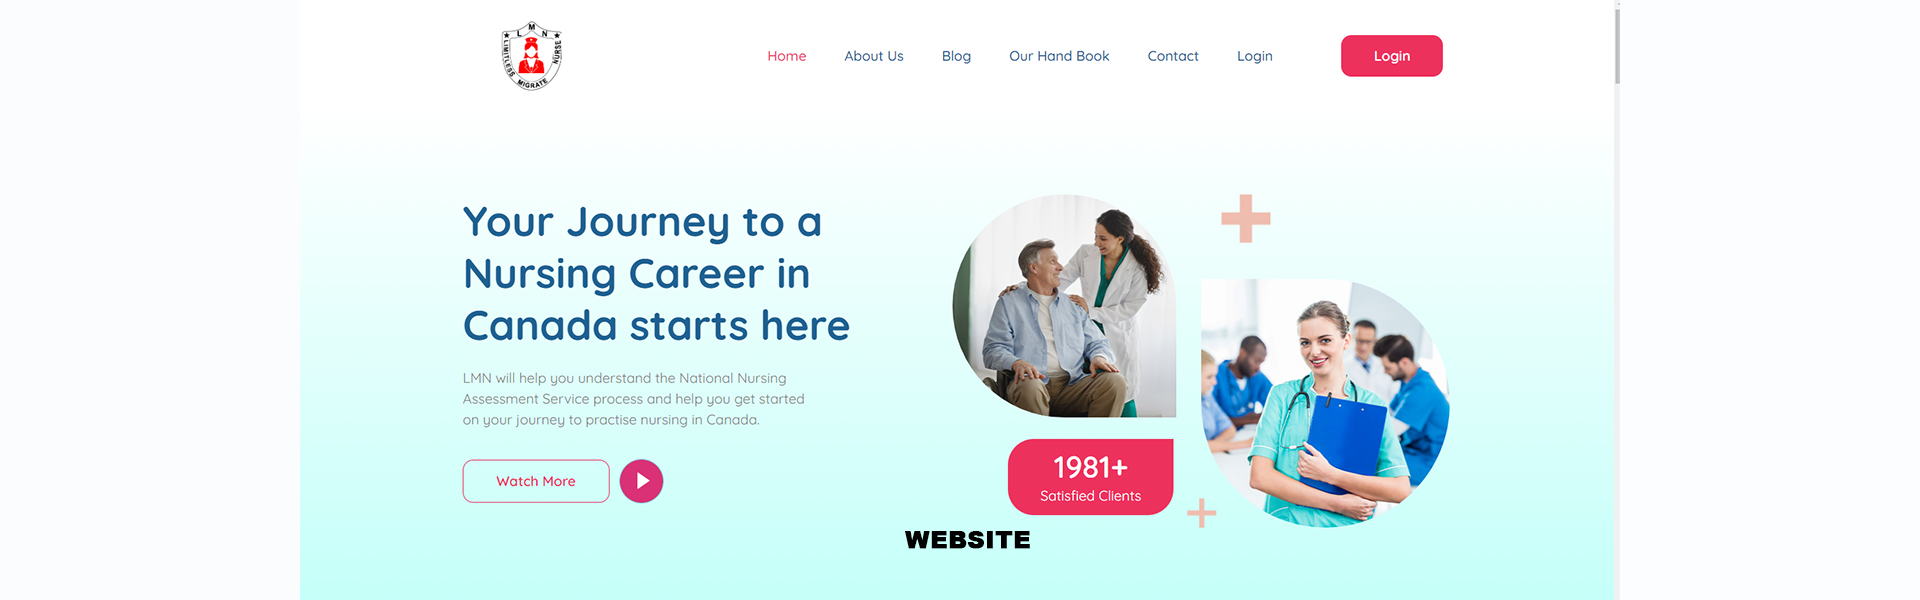 L M N
LIMITLESS MIGRATE NURSE
Home
About Us
Blog
Our Hand Book
Contact
Login
Login
Your Journey to a
Nursing Career in
Canada starts here
LMN will help you understand the National Nursing
Assessment Service process and help you get started
on your journey to practise nursing in Canada.
Watch More
1981+
Satisfied Clients
WEBSITE